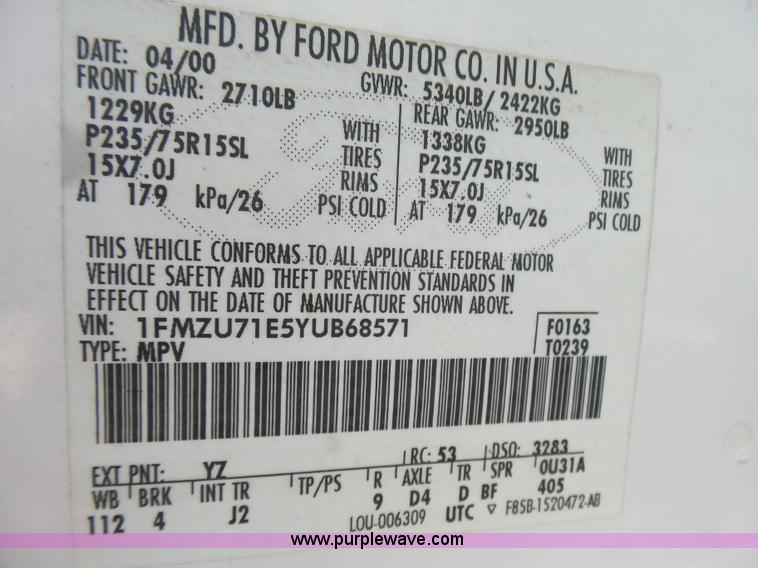 MFD. BY FORD MOTOR CO. IN U.S.A.
DATE: 04/00 GVWR: 5340LB/ 2422KG
FRONT GAWR: 2710LB REAR GAWR: 2950LB
1229KG WITH 1338KG WITH
P235/75R15SL TIRES P235/75R15SL TIRES
15X7.0J RIMS 15X7.0J RIMS
AT 179 kPa/26 PSI COLD AT 179 kPa/26 PSI COLD
THIS VEHICLE CONFORMS TO ALL APPLICABLE FEDERAL MOTOR
VEHICLE SAFETY AND THEFT PREVENTION STANDARDS IN
EFFECT ON THE DATE OF MANUFACTURE SHOWN ABOVE.
VIN: 1FMZU71E5YUB68571 F0163
TYPE: MPV T0239
EXT PNT: YZ RC: 53 DSO: 3283
WB BRK INT TR TP/PS R AXLE TR SPR 0U31A
112 4 J2 9 D4 D BF 405
LOU-006309 UTC ▽ F85B-1520472-AB
www.purplewave.com